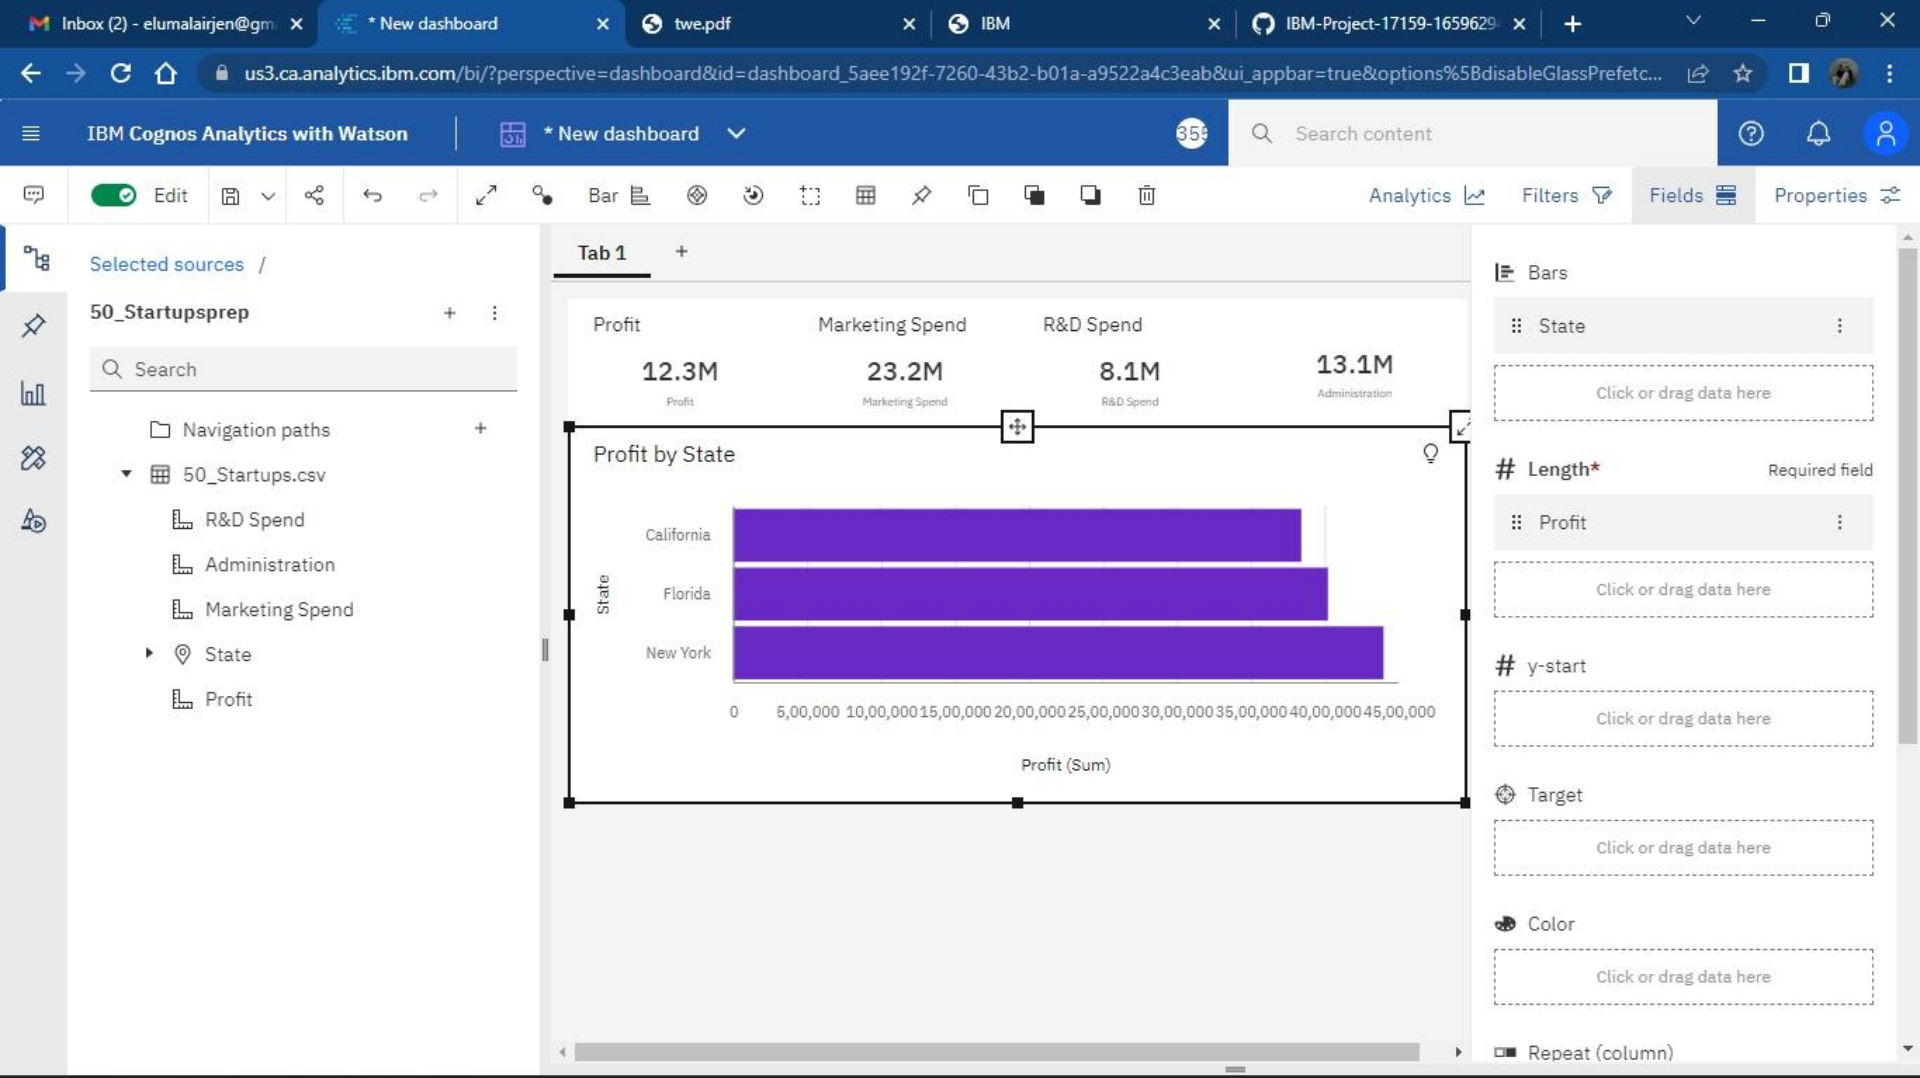 Inbox (2) - elumalairjen@gm
* New dashboard
twe.pdf
IBM
IBM-Project-17159-1659629
us3.ca.analytics.ibm.com/bi/?perspective=dashboard&id=dashboard_5aee192f-7260-43b2-b01a-a9522a4c3eab&ui_appbar=true&options%5BdisableGlassPrefetc...
IBM Cognos Analytics with Watson
* New dashboard
355
Search content
Edit
Bar
Analytics
Filters
Fields
Properties
Selected sources /
50_Startupsprep
Search
Navigation paths
50_Startups.csv
R&D Spend
Administration
Marketing Spend
State
Profit
Tab 1
Profit
Marketing Spend
R&D Spend
12.3M
23.2M
8.1M
13.1M
Profit
Marketing Spend
R&D Spend
Administration
Profit by State
State
California
Florida
New York
0 5,00,000 10,00,000 15,00,000 20,00,000 25,00,000 30,00,000 35,00,000 40,00,000 45,00,000
Profit (Sum)
Bars
State
Click or drag data here
# Length* Required field
Profit
Click or drag data here
# y-start
Click or drag data here
Target
Click or drag data here
Color
Click or drag data here
Repeat (column)